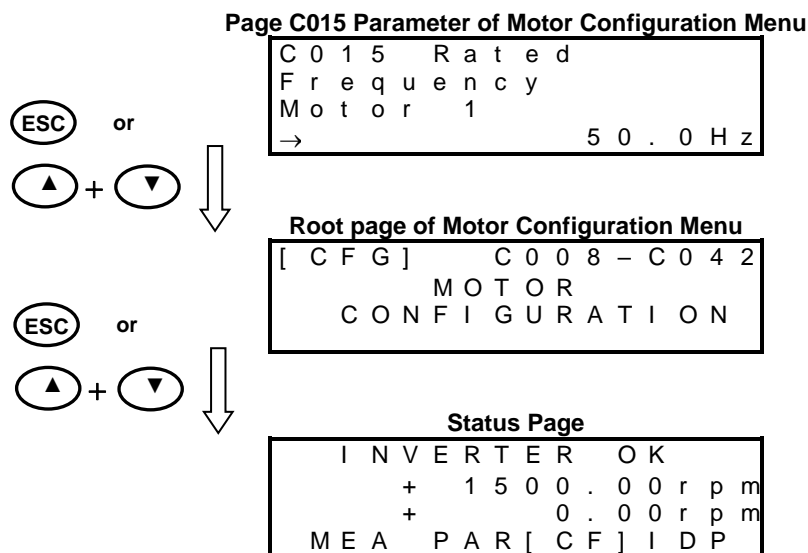 Page C015 Parameter of Motor Configuration Menu
C015 Rated
Frequency
Motor 1
→ 50.0Hz
ESC or
▲ + ▼
Root page of Motor Configuration Menu
[CFG] C008–C042
MOTOR
CONFIGURATION
ESC or
▲ + ▼
Status Page
INVERTER OK
+ 1500.00rpm
+ 0.00rpm
MEA PAR[CF]IDP